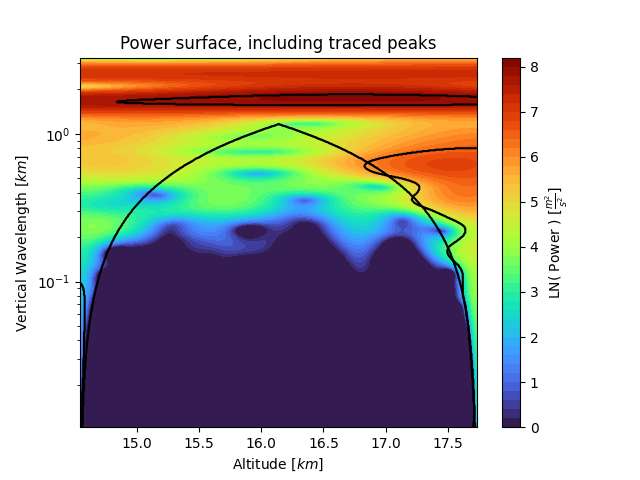 Power surface, including traced peaks
Vertical Wavelength [km]
10⁰
10⁻¹
15.0 15.5 16.0 16.5 17.0 17.5
Altitude [km]
8
7
6
5
4
3
2
1
0
LN( Power ) [m²/s²]